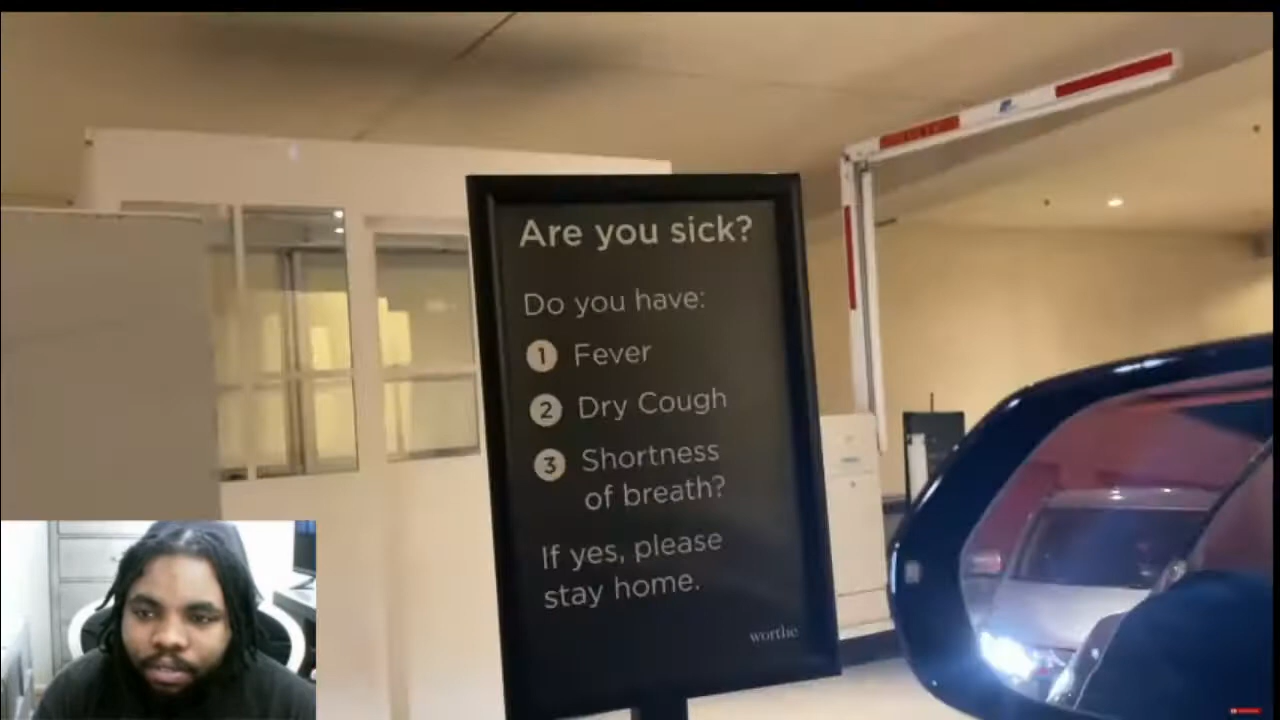 Are you sick?
Do you have:
1 Fever
2 Dry Cough
3 Shortness
of breath?
If yes, please
stay home.
worthe